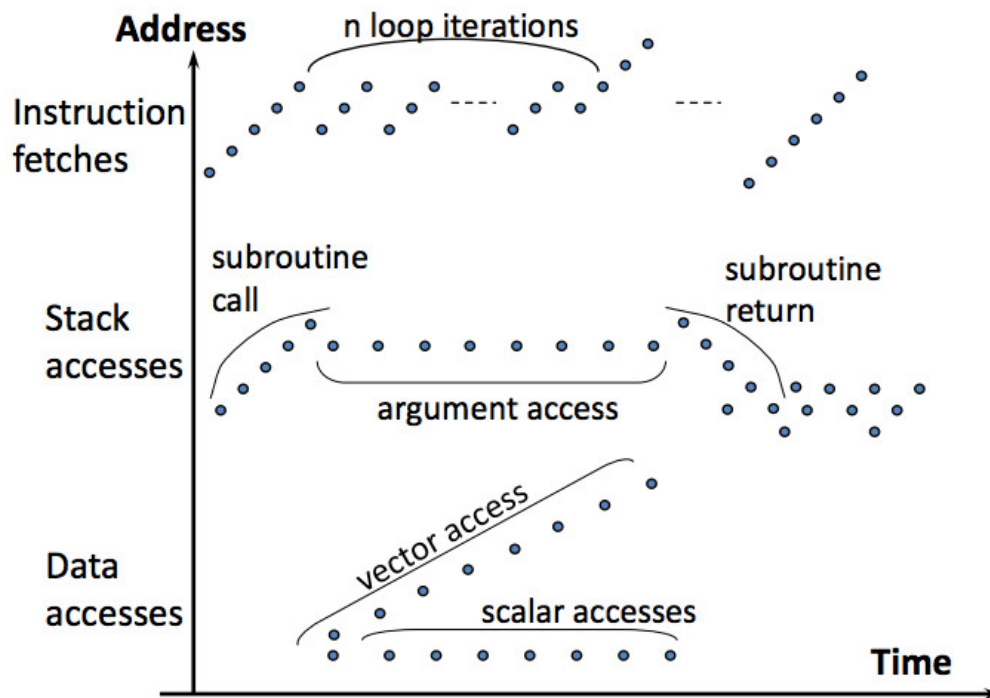 Address
n loop iterations
Instruction
fetches
subroutine
call
subroutine
return
Stack
accesses
argument access
vector access
Data
accesses
scalar accesses
Time